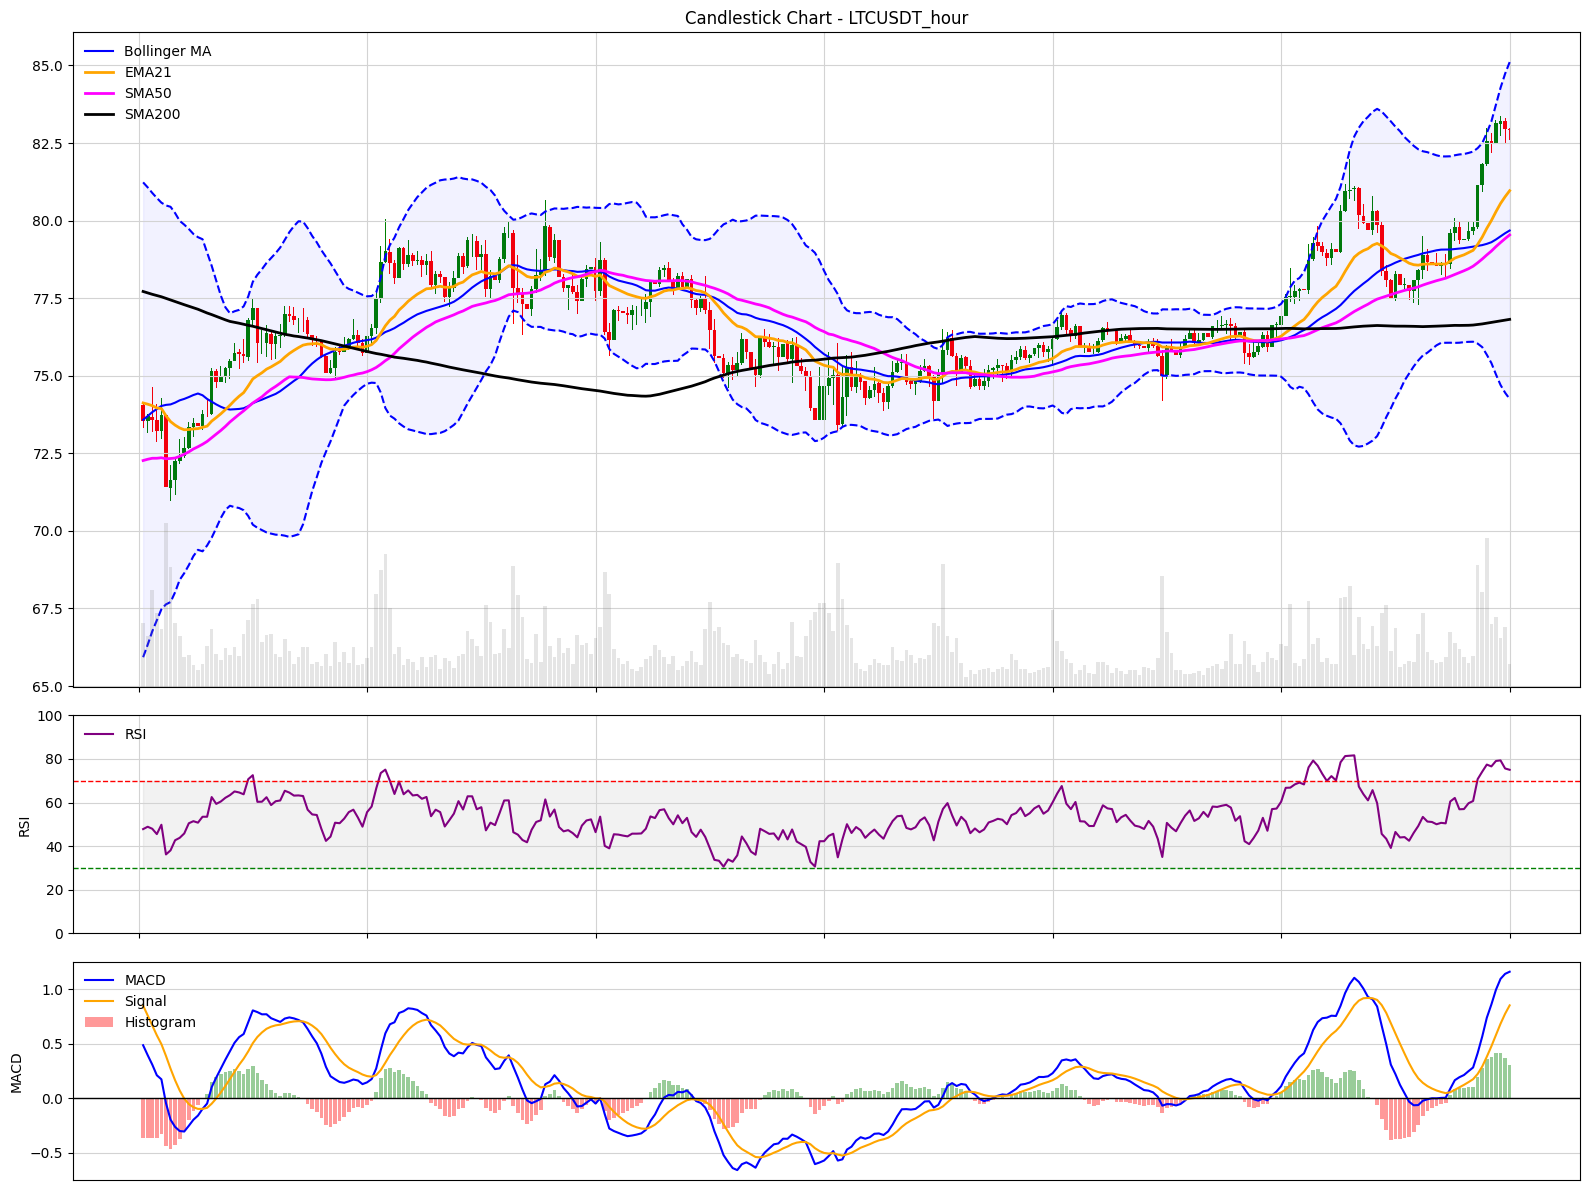 Candlestick Chart - LTCUSDT_hour
Bollinger MA
EMA21
SMA50
SMA200
85.0
82.5
80.0
77.5
75.0
72.5
70.0
67.5
65.0
RSI
100
80
60
40
20
0
RSI
MACD
Signal
Histogram
1.0
0.5
0.0
−0.5
MACD